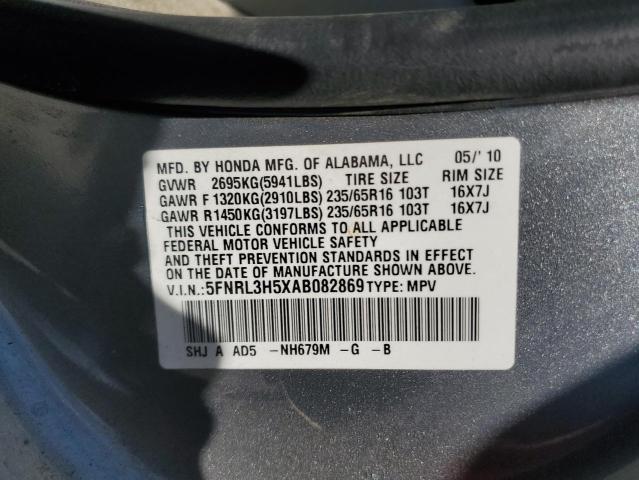 MFD. BY HONDA MFG. OF ALABAMA, LLC 05/' 10
GVWR 2695KG(5941LBS) TIRE SIZE RIM SIZE
GAWR F 1320KG(2910LBS) 235/65R16 103T 16X7J
GAWR R1450KG(3197LBS) 235/65R16 103T 16X7J
THIS VEHICLE CONFORMS TO ALL APPLICABLE
FEDERAL MOTOR VEHICLE SAFETY
AND THEFT PREVENTION STANDARDS IN EFFECT
ON THE DATE OF MANUFACTURE SHOWN ABOVE.
V.I.N.:5FNRL3H5XAB082869 TYPE: MPV
SHJ A AD5 -NH679M -G -B